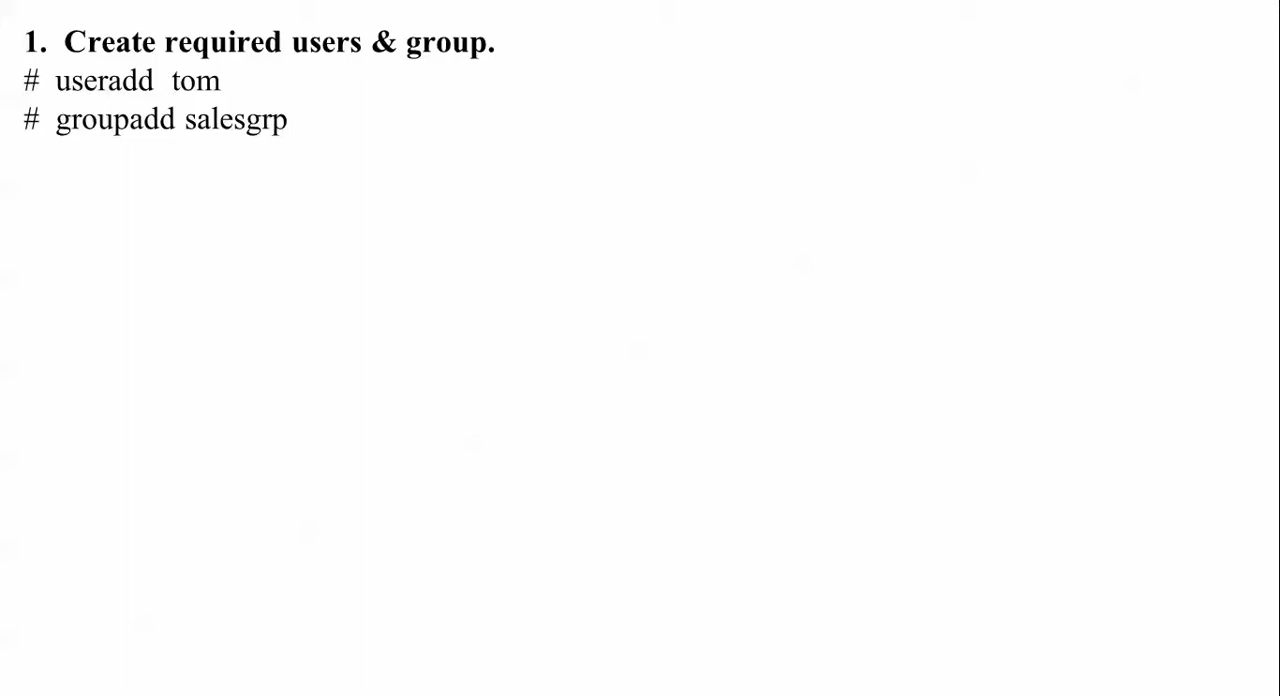 1. Create required users & group.
# useradd tom
# groupadd salesgrp